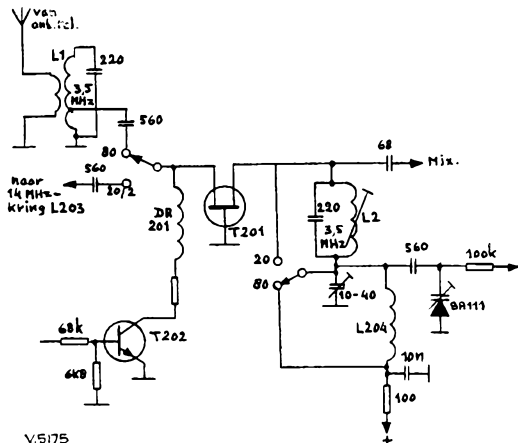 van
ant.rel.
L1
220
3,5
MHz
560
80
naar
14 MHz-
kring L203
560
20/2
DR
201
T201
68
Mix.
220
3,5
MHz
L2
20
80
10-40
560
100k
BA111
L204
10n
100
+
68k
6K8
T202
V.5175